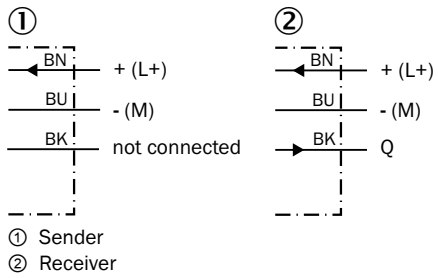 ① ②
BN + (L+) BN + (L+)
BU - (M) BU - (M)
BK not connected BK Q
① Sender
② Receiver